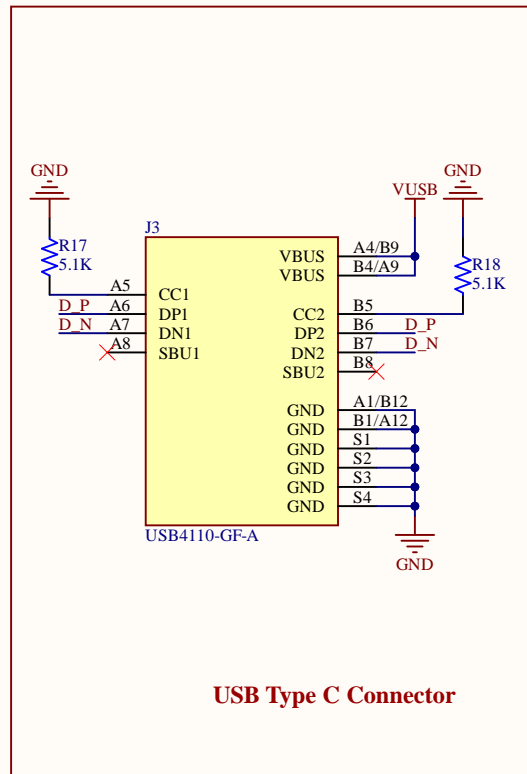 GND
GND
VUSB
J3
R17
5.1K
A4/B9
VBUS
B4/A9
VBUS
R18
5.1K
A5
CC1
B5
CC2
D_P
A6
DP1
B6
DP2
D_P
D_N
A7
DN1
B7
DN2
D_N
A8
SBU1
B8
SBU2
A1/B12
GND
B1/A12
GND
S1
GND
S2
GND
S3
GND
S4
GND
USB4110-GF-A
GND
USB Type C Connector